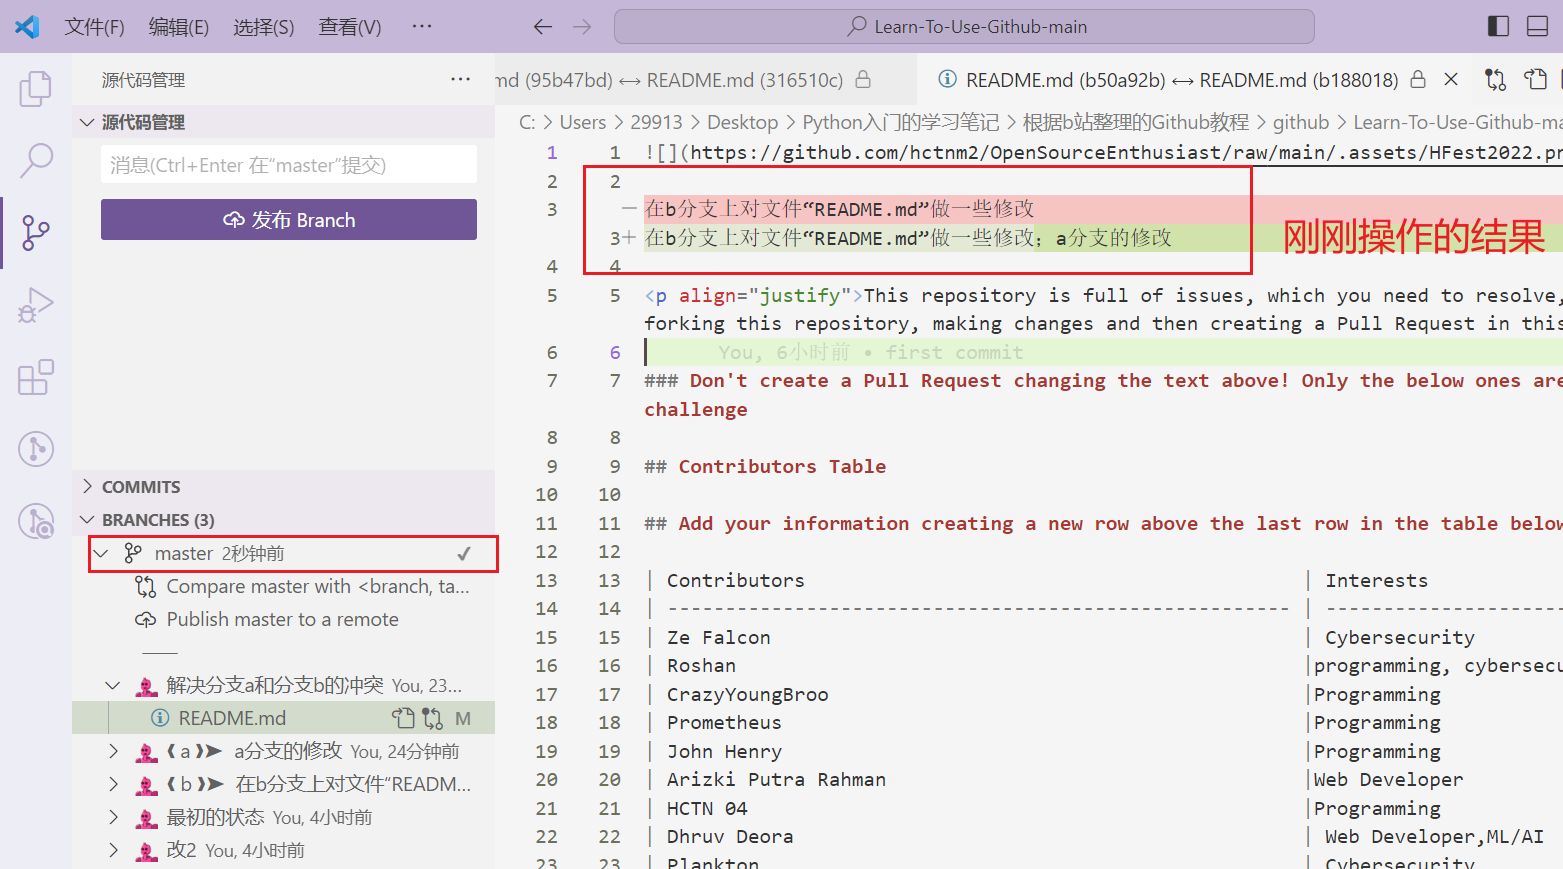 文件(F) 编辑(E) 选择(S) 查看(V) ··· Learn-To-Use-Github-main
源代码管理 ···
源代码管理
消息(Ctrl+Enter 在“master”提交)
发布 Branch
COMMITS
BRANCHES (3)
master 2秒钟前
Compare master with <branch, ta...
Publish master to a remote
解决分支a和分支b的冲突 You, 23...
README.md M
❨ a ❩➤ a分支的修改 You, 24分钟前
❨ b ❩➤ 在b分支上对文件“READM...
最初的状态 You, 4小时前
改2 You, 4小时前
md (95b47bd) ↔ README.md (316510c)
README.md (b50a92b) ↔ README.md (b188018)
C: > Users > 29913 > Desktop > Python入门的学习笔记 > 根据b站整理的Github教程 > github > Learn-To-Use-Github-ma
1 1 ![](https://github.com/hctnm2/OpenSourceEnthusiast/raw/main/.assets/HFest2022.pn
2 2
3 — 在b分支上对文件“README.md”做一些修改
3+ 在b分支上对文件“README.md”做一些修改；a分支的修改
刚刚操作的结果
4 4
5 5 <p align="justify">This repository is full of issues, which you need to resolve,
forking this repository, making changes and then creating a Pull Request in this
6 6 You, 6小时前 • first commit
7 7 ### Don't create a Pull Request changing the text above! Only the below ones are
challenge
8 8
9 9 ## Contributors Table
10 10
11 11 ## Add your information creating a new row above the last row in the table below
12 12
13 13 | Contributors | Interests
14 14 | ------------------------------------------------------ | ---------------------
15 15 | Ze Falcon | Cybersecurity
16 16 | Roshan |programming, cybersecu
17 17 | CrazyYoungBroo |Programming
18 18 | Prometheus |Programming
19 19 | John Henry |Programming
20 20 | Arizki Putra Rahman |Web Developer
21 21 | HCTN 04 |Programming
22 22 | Dhruv Deora | Web Developer,ML/AI
23 23 | Plankton | Cybersecurity